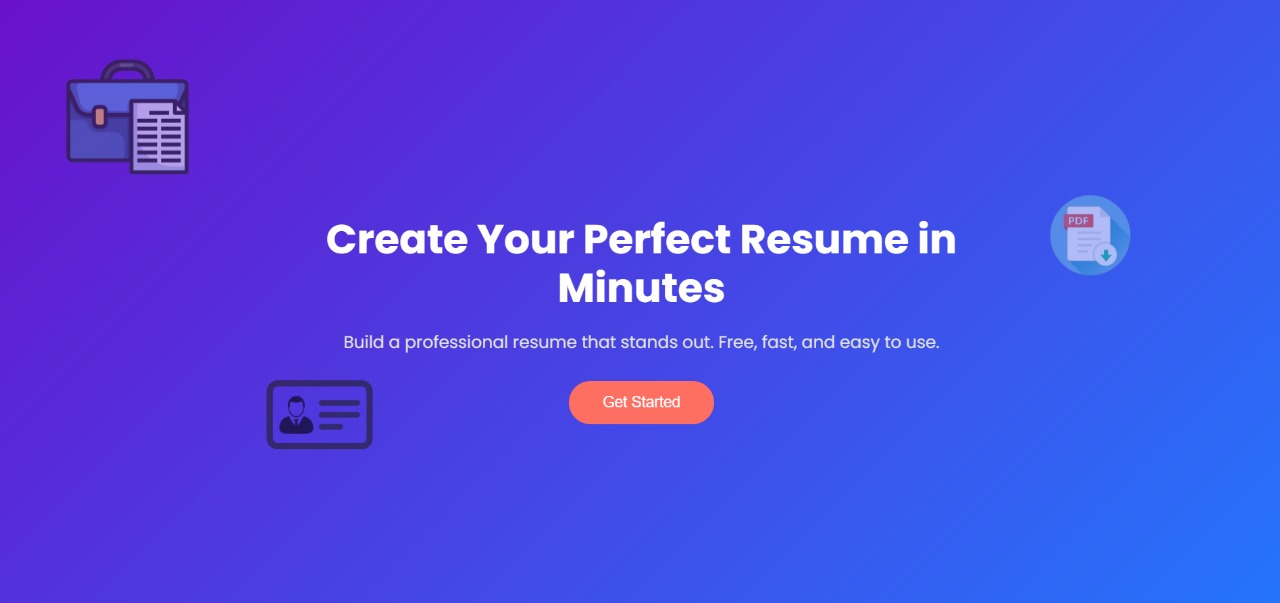 PDF
Create Your Perfect Resume in
Minutes
Build a professional resume that stands out. Free, fast, and easy to use.
Get Started